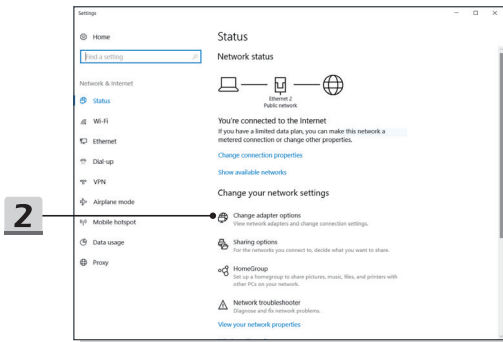 Settings
Home
Find a setting
Network & Internet
Status
Wi-Fi
Ethernet
Dial-up
VPN
Airplane mode
Mobile hotspot
Data usage
Proxy
2
Status
Network status
Ethernet 2
Public network
You're connected to the Internet
If you have a limited data plan, you can make this network a
metered connection or change other properties.
Change connection properties
Show available networks
Change your network settings
Change adapter options
View network adapters and change connection settings.
Sharing options
For the networks you connect to, decide what you want to share.
HomeGroup
Set up a homegroup to share pictures, music, files, and printers with
other PCs on your network.
Network troubleshooter
Diagnose and fix network problems.
View your network properties